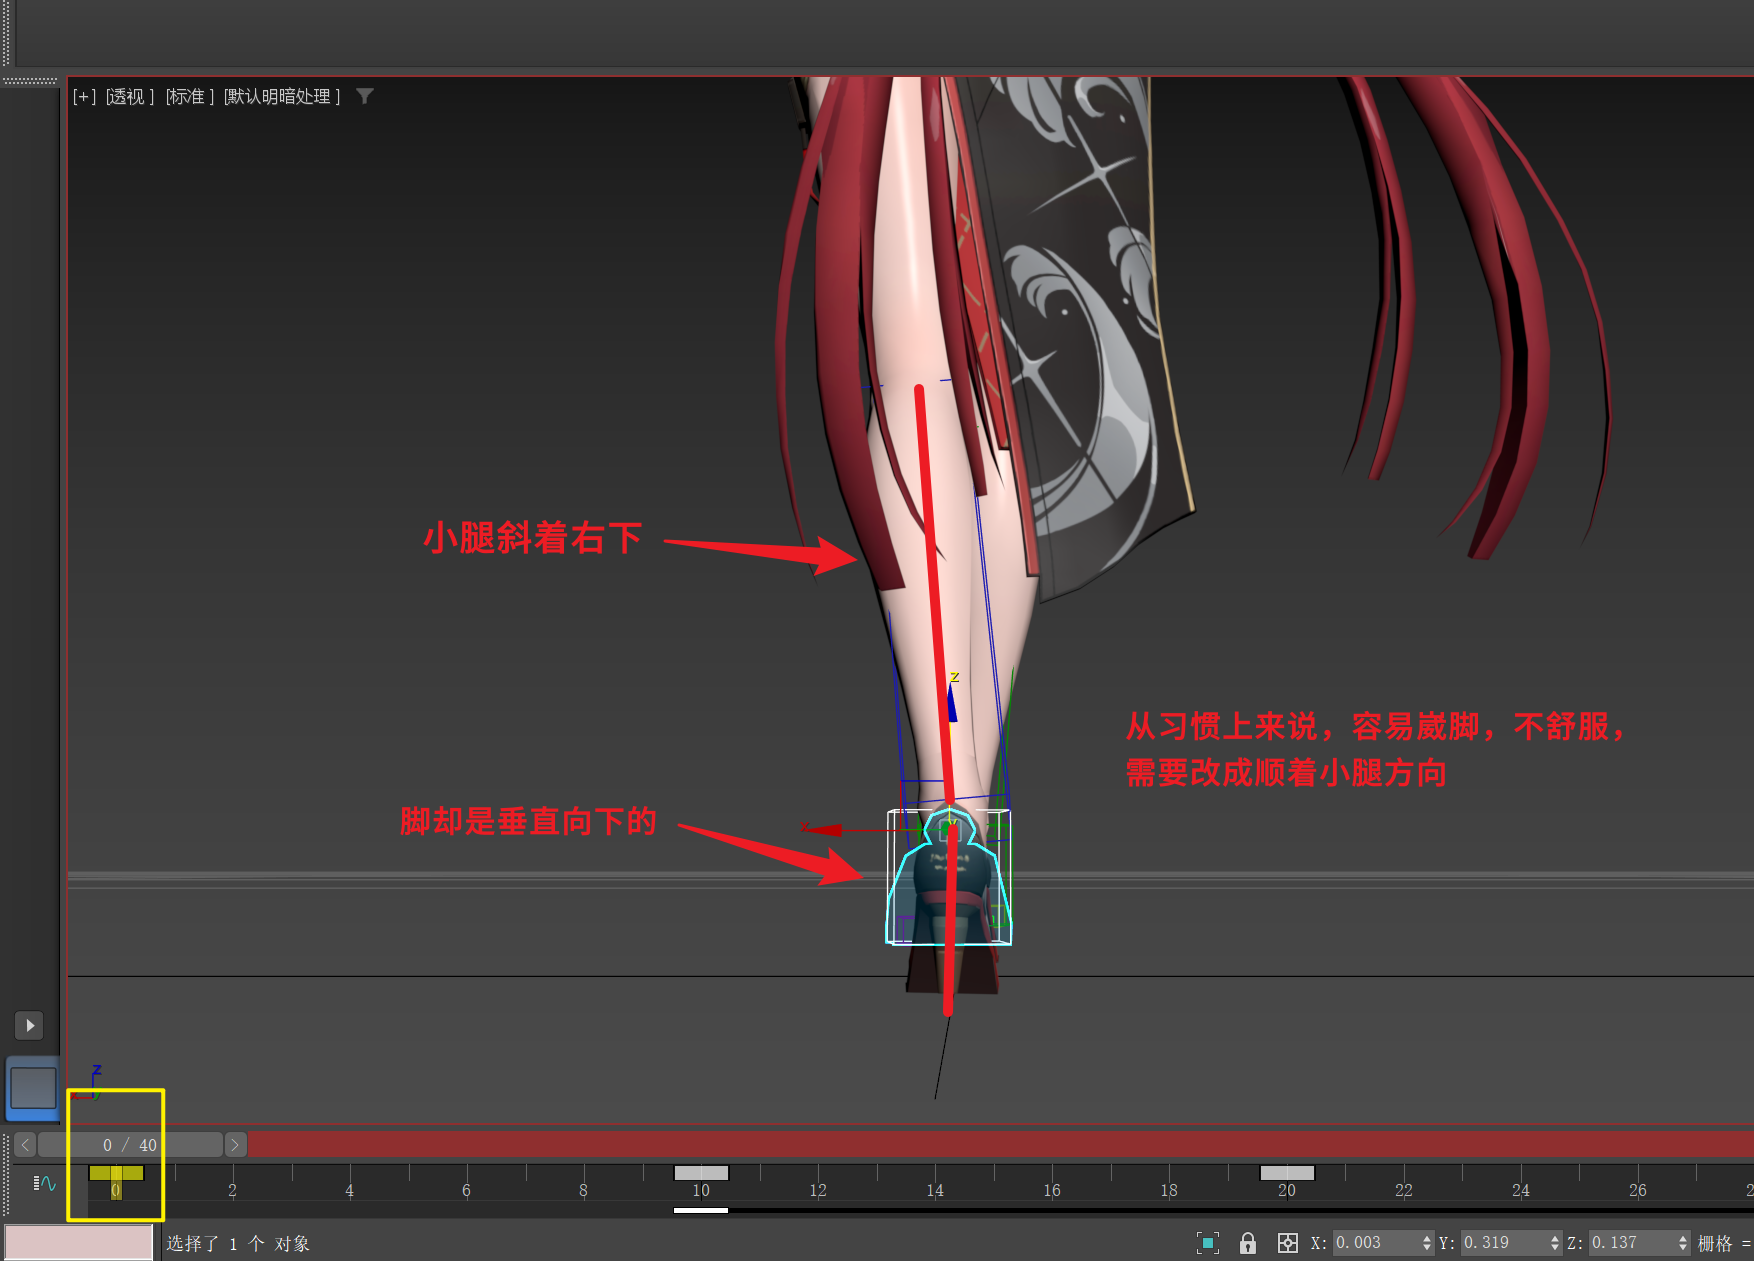 [+] [透视] [标准] [默认明暗处理]
小腿斜着右下
z
从习惯上来说，容易崴脚，不舒服，
需要改成顺着小腿方向
脚却是垂直向下的
x
y
z
x
y
0 / 40
0 2 4 6 8 10 12 14 16 18 20 22 24 26
选择了 1 个 对象 X: 0.003 Y: 0.319 Z: 0.137 栅格 =